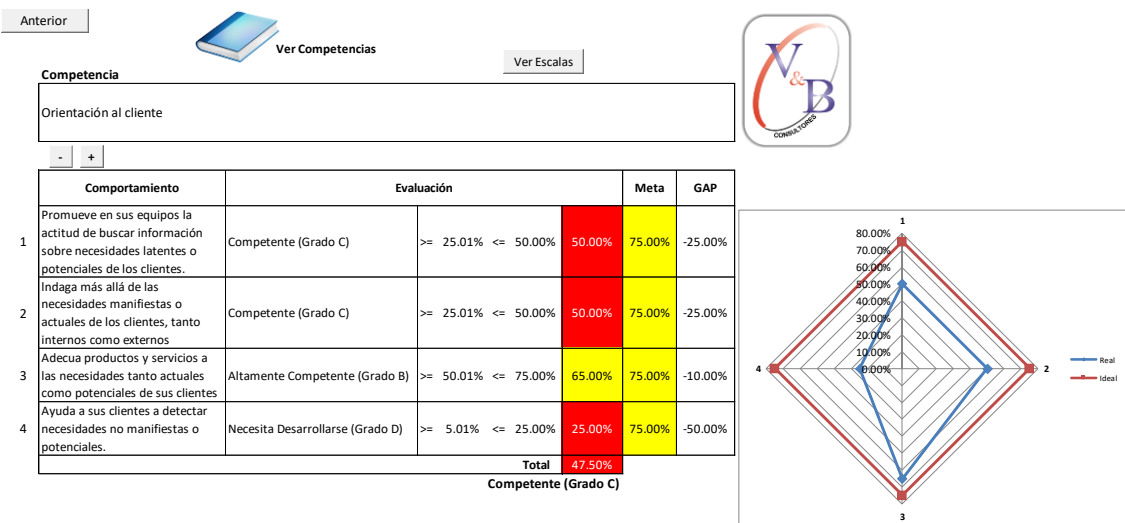 Anterior
Ver Competencias
Ver Escalas
V&B
CONSULTORES
Competencia
Orientación al cliente
- +
Comportamiento Evaluación Meta GAP
1
Promueve en sus equipos la
actitud de buscar información
sobre necesidades latentes o
potenciales de los clientes.
Competente (Grado C) >= 25.01% <= 50.00% 50.00% 75.00% -25.00%
2
Indaga más allá de las
necesidades manifiestas o
actuales de los clientes, tanto
internos como externos
Competente (Grado C) >= 25.01% <= 50.00% 50.00% 75.00% -25.00%
3
Adecua productos y servicios a
las necesidades tanto actuales
como potenciales de sus clientes
Altamente Competente (Grado B) >= 50.01% <= 75.00% 65.00% 75.00% -10.00%
4
Ayuda a sus clientes a detectar
necesidades no manifiestas o
potenciales.
Necesita Desarrollarse (Grado D) >= 5.01% <= 25.00% 25.00% 75.00% -50.00%
Total 47.50%
Competente (Grado C)
1
80.00%
70.00%
60.00%
50.00%
40.00%
30.00%
20.00%
10.00%
0.00%
4
2
3
Real
Ideal